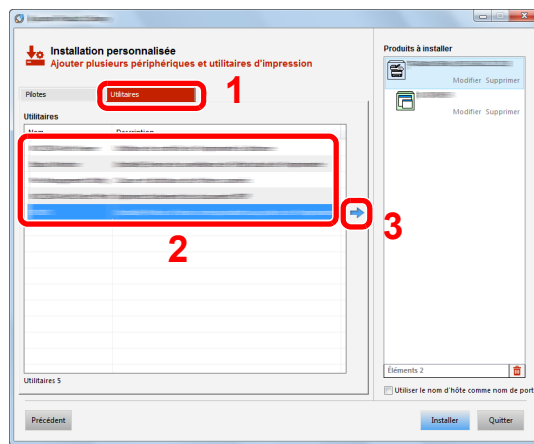 Installation personnalisée
Ajouter plusieurs périphériques et utilitaires d'impression
Produits à installer
Modifier Supprimer
Modifier Supprimer
Pilotes
Utilitaires
1
Utilitaires
Nom
Description
2
3
Utilitaires 5
Éléments 2
Utiliser le nom d'hôte comme nom de port
Précédent
Installer
Quitter